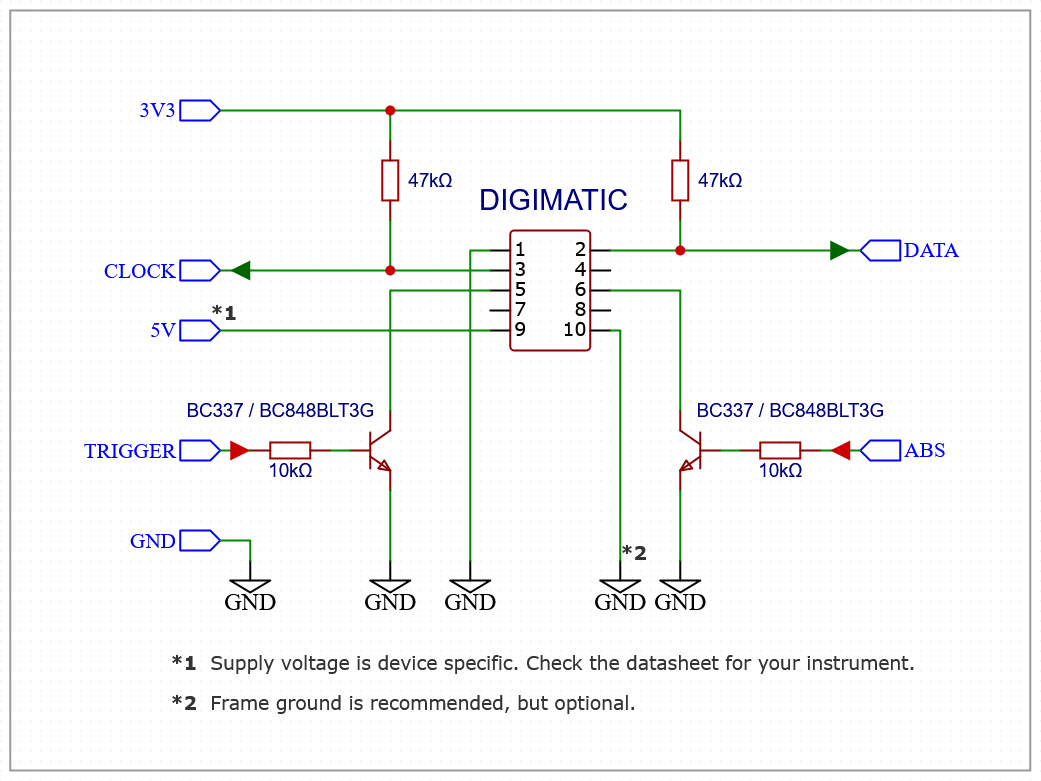 3V3
47kΩ
47kΩ
DIGIMATIC
1 2
3 4
5 6
7 8
9 10
CLOCK
DATA
*1
5V
BC337 / BC848BLT3G
BC337 / BC848BLT3G
TRIGGER
ABS
10kΩ
10kΩ
GND
*2
GND
GND
GND
GND
GND
*1 Supply voltage is device specific. Check the datasheet for your instrument.
*2 Frame ground is recommended, but optional.